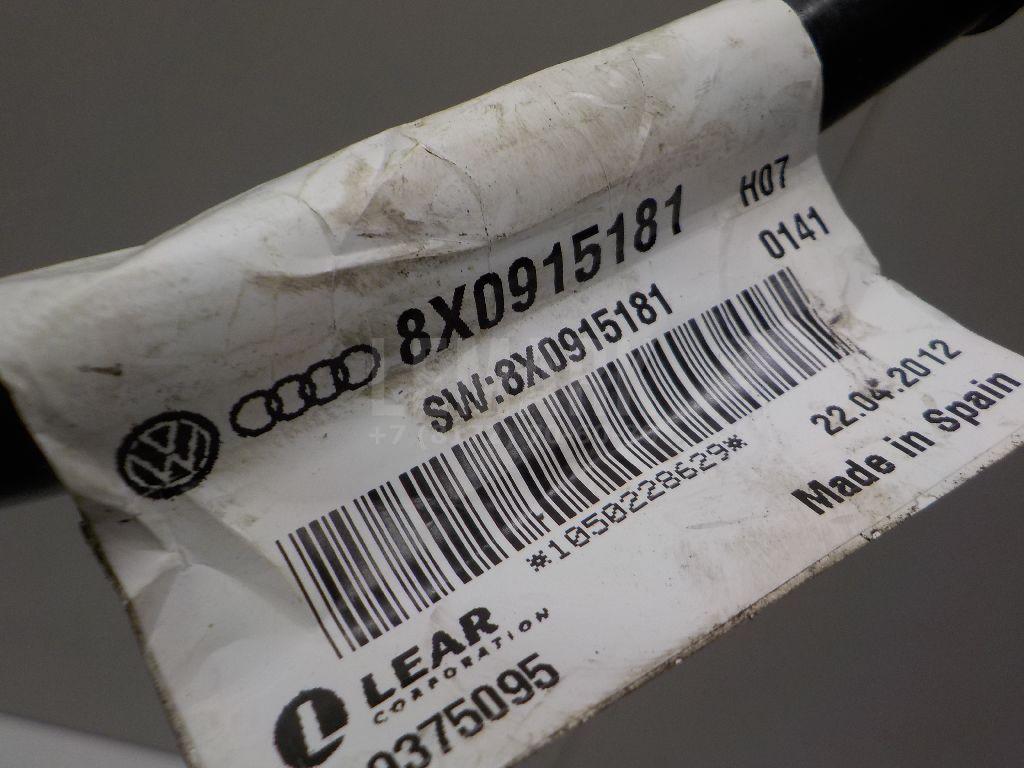 8X0915181 H07
SW:8X0915181 0141
*1050228629*
22.04.2012
Made in Spain
LEAR
CORPORATION
9375095